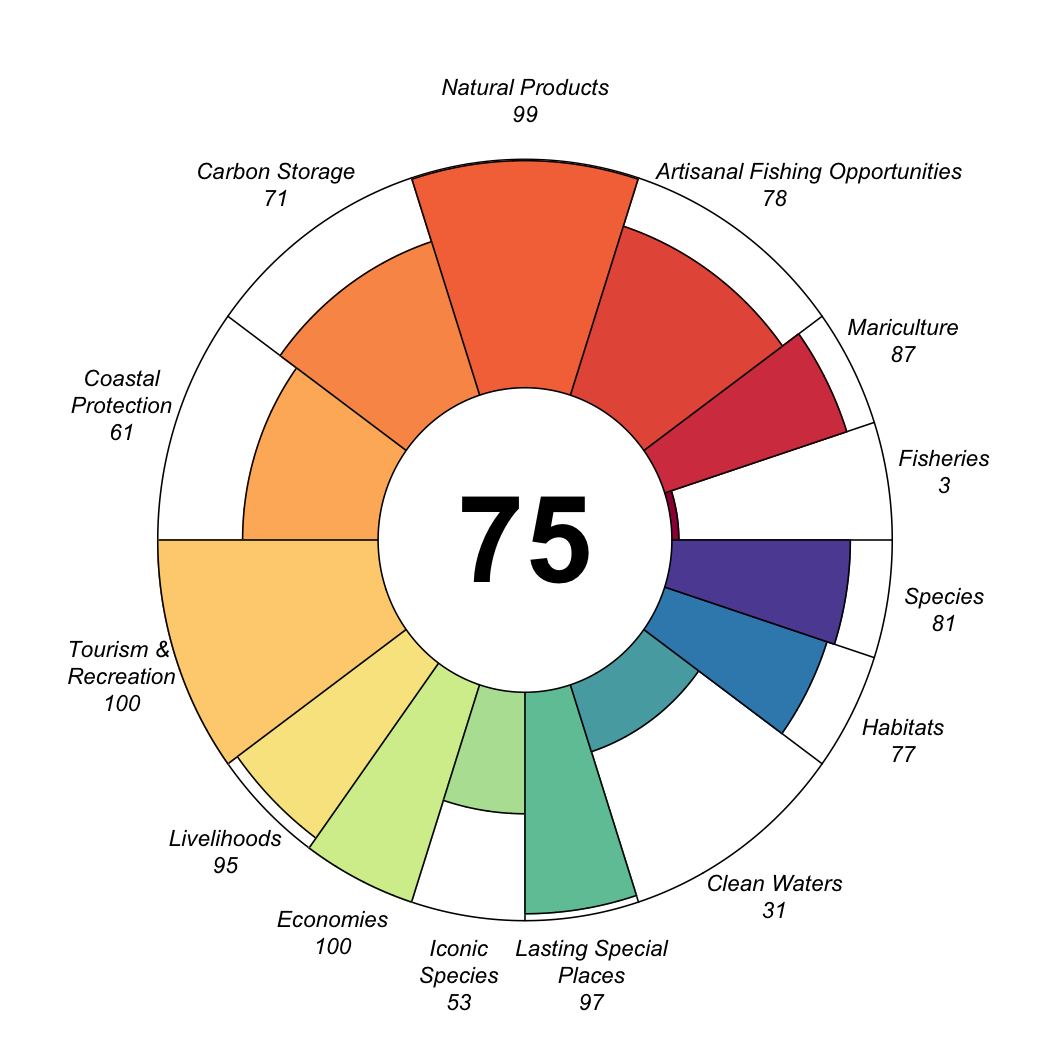 Natural Products
99
Carbon Storage
71
Artisanal Fishing Opportunities
78
Mariculture
87
Coastal
Protection
61
Fisheries
3
75
Species
81
Tourism &
Recreation
100
Habitats
77
Livelihoods
95
Clean Waters
31
Economies
100
Iconic
Species
53
Lasting Special
Places
97